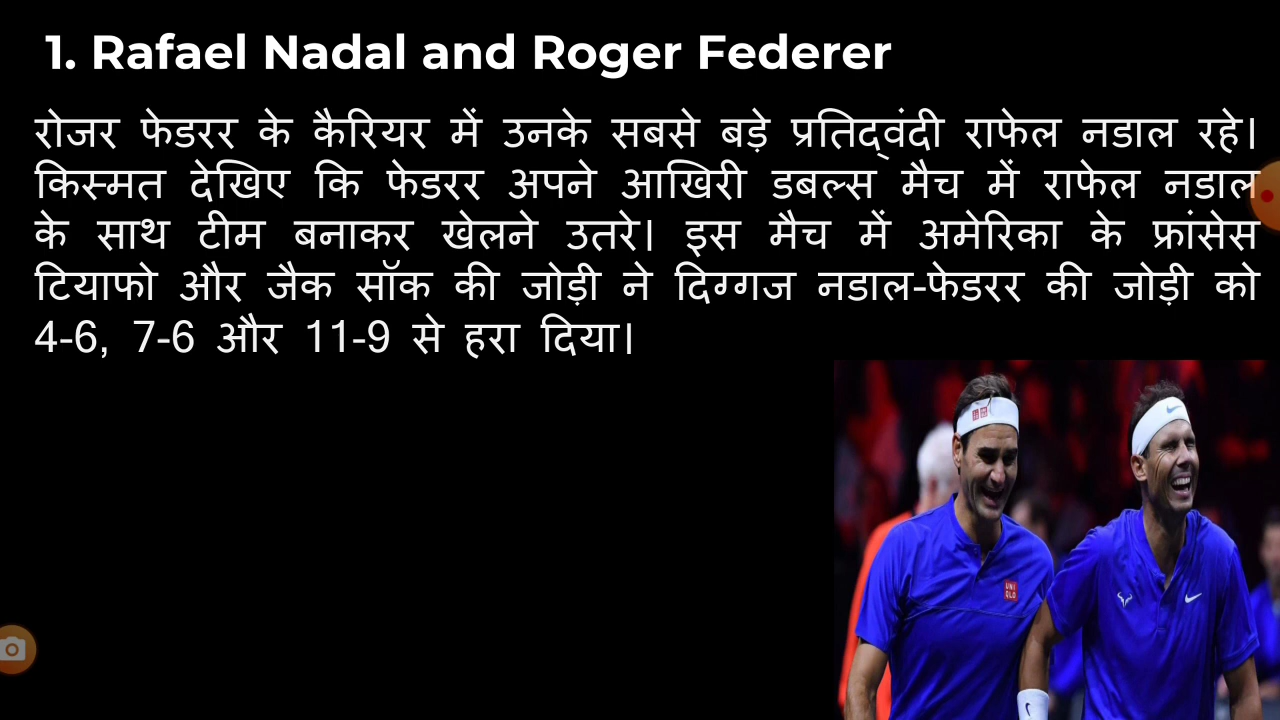 1. Rafael Nadal and Roger Federer
रोजर फेडरर के कैरियर में उनके सबसे बड़े प्रतिद्वंदी राफेल नडाल रहे।
किस्मत देखिए कि फेडरर अपने आखिरी डबल्स मैच में राफेल नडाल
के साथ टीम बनाकर खेलने उतरे। इस मैच में अमेरिका के फ्रांसेस
टियाफो और जैक सॉक की जोड़ी ने दिग्गज नडाल-फेडरर की जोड़ी को
4-6, 7-6 और 11-9 से हरा दिया।
UNI
QLO